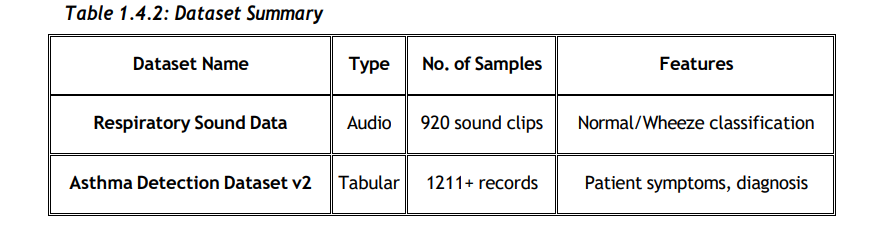 Table 1.4.2: Dataset Summary
Dataset Name Type No. of Samples Features
Respiratory Sound Data Audio 920 sound clips Normal/Wheeze classification
Asthma Detection Dataset v2 Tabular 1211+ records Patient symptoms, diagnosis